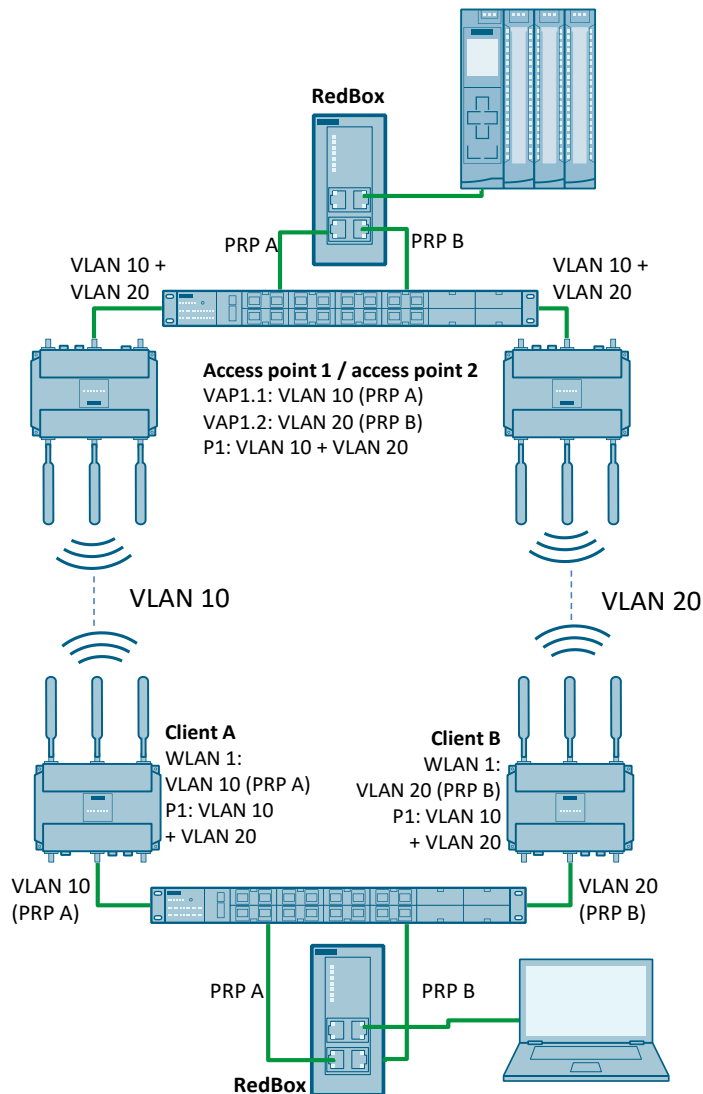 RedBox
PRP A
PRP B
VLAN 10 +
VLAN 20
VLAN 10 +
VLAN 20
Access point 1 / access point 2
VAP1.1: VLAN 10 (PRP A)
VAP1.2: VLAN 20 (PRP B)
P1: VLAN 10 + VLAN 20
VLAN 10
VLAN 20
Client A
WLAN 1:
VLAN 10 (PRP A)
P1: VLAN 10
+ VLAN 20
Client B
WLAN 1:
VLAN 20 (PRP B)
P1: VLAN 10
+ VLAN 20
VLAN 10
(PRP A)
VLAN 20
(PRP B)
PRP A
PRP B
RedBox